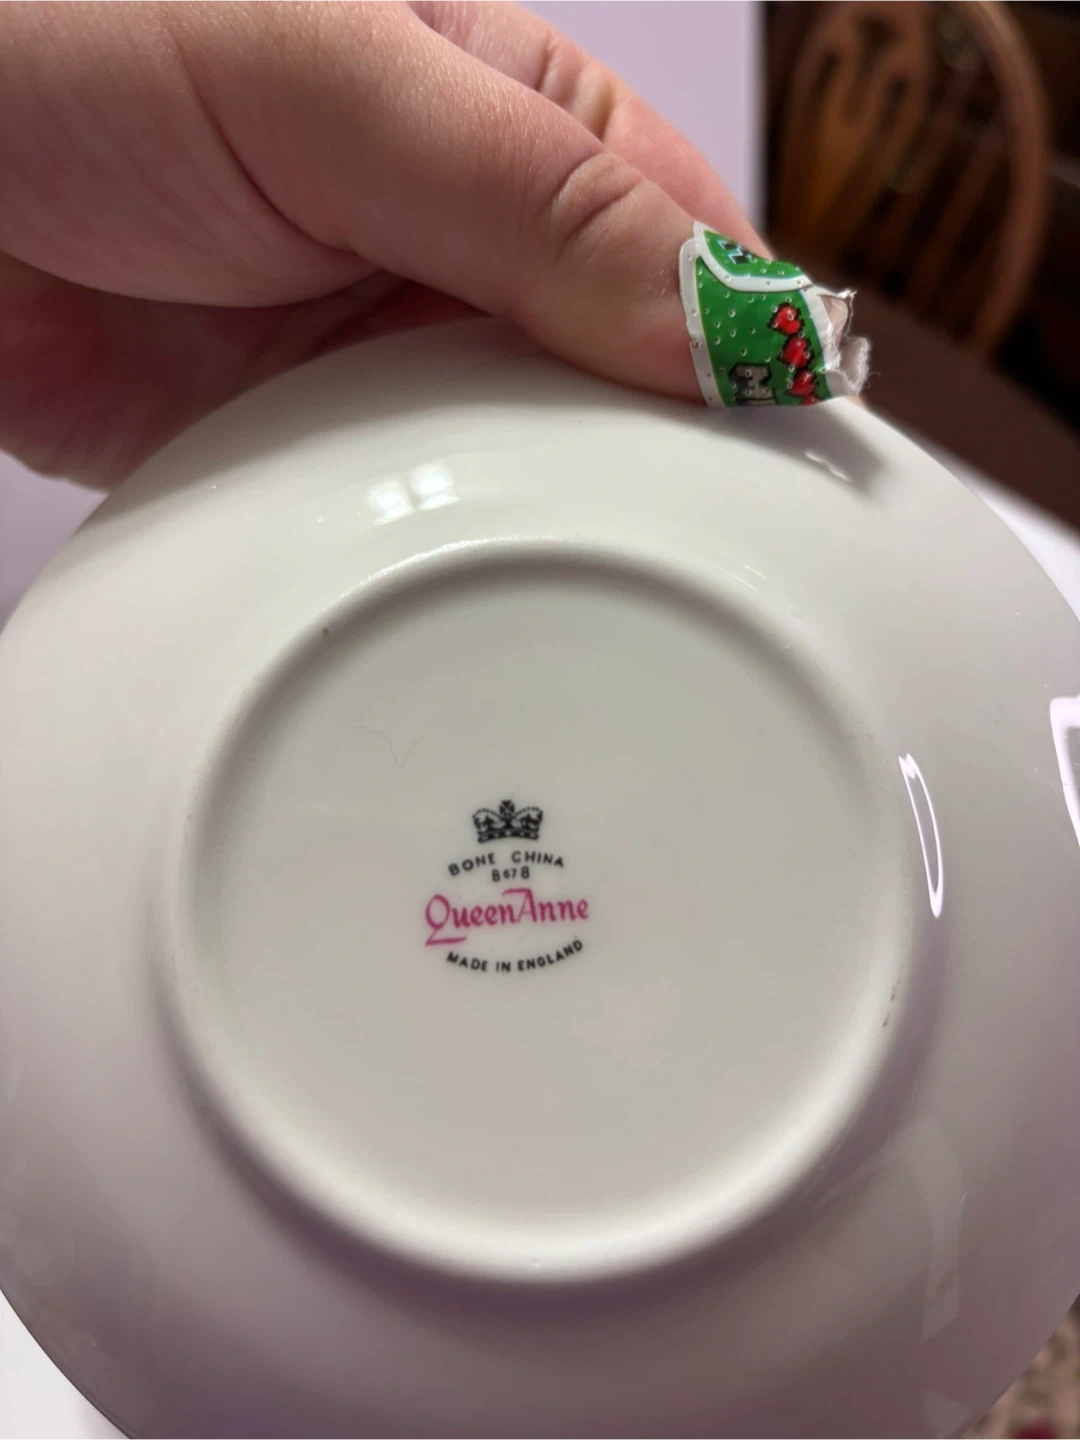 BONE CHINA
8678
QueenAnne
MADE IN ENGLAND